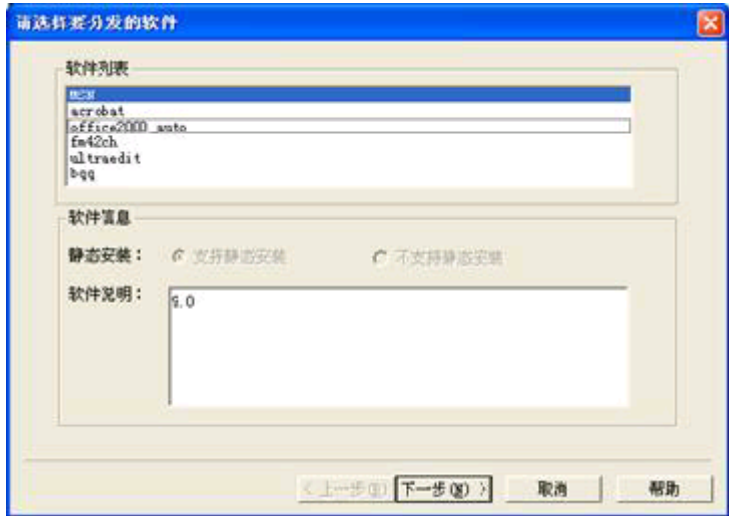 请选择要分发的软件
软件列表
msn
acrobat
office2000_auto
fm42ch
ultraedit
bqq
软件信息
静态安装： 支持静态安装 不支持静态安装
软件说明： 9.0
< 上一步(B) 下一步(N) > 取消 帮助